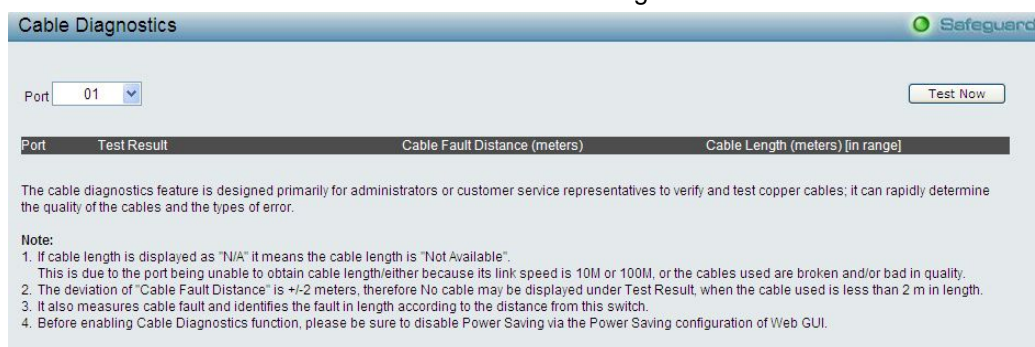 Cable Diagnostics
Safeguard
Port 01 Test Now
Port Test Result Cable Fault Distance (meters) Cable Length (meters) [in range]
The cable diagnostics feature is designed primarily for administrators or customer service representatives to verify and test copper cables; it can rapidly determine
the quality of the cables and the types of error.
Note:
1. If cable length is displayed as "N/A" it means the cable length is "Not Available".
This is due to the port being unable to obtain cable length/either because its link speed is 10M or 100M, or the cables used are broken and/or bad in quality.
2. The deviation of "Cable Fault Distance" is +/-2 meters, therefore No cable may be displayed under Test Result, when the cable used is less than 2 m in length.
3. It also measures cable fault and identifies the fault in length according to the distance from this switch.
4. Before enabling Cable Diagnostics function, please be sure to disable Power Saving via the Power Saving configuration of Web GUI.